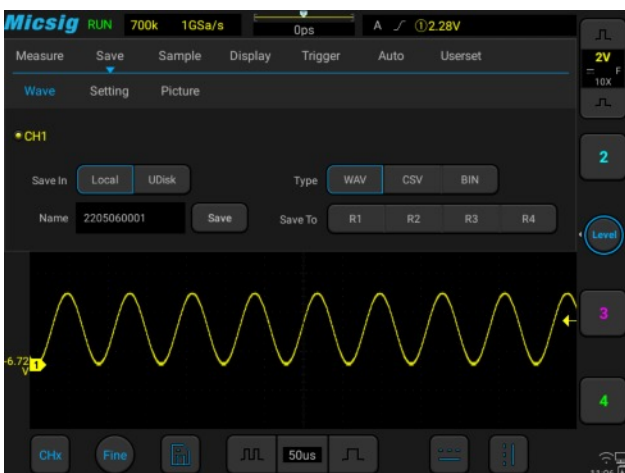 Micsig RUN 700k 1GSa/s 0ps A ①2.28V
Measure Save Sample Display Trigger Auto Userset
2V
F
10X
Wave Setting Picture
CH1
2
Save In Local UDisk Type WAV CSV BIN
Name 2205060001 Save Save To R1 R2 R3 R4
Level
3
-6.72
V
1
4
CHx Fine 50us